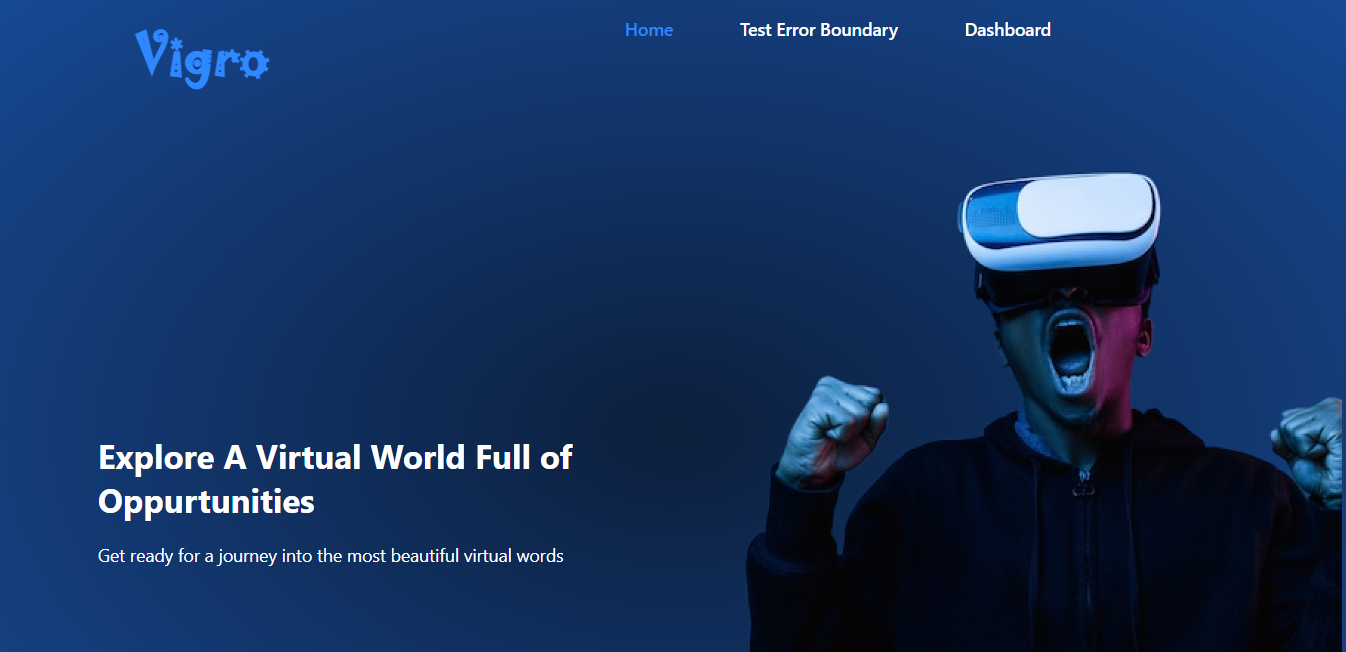 Vigro
Home
Test Error Boundary
Dashboard
Explore A Virtual World Full of
Oppurtunities
Get ready for a journey into the most beautiful virtual words